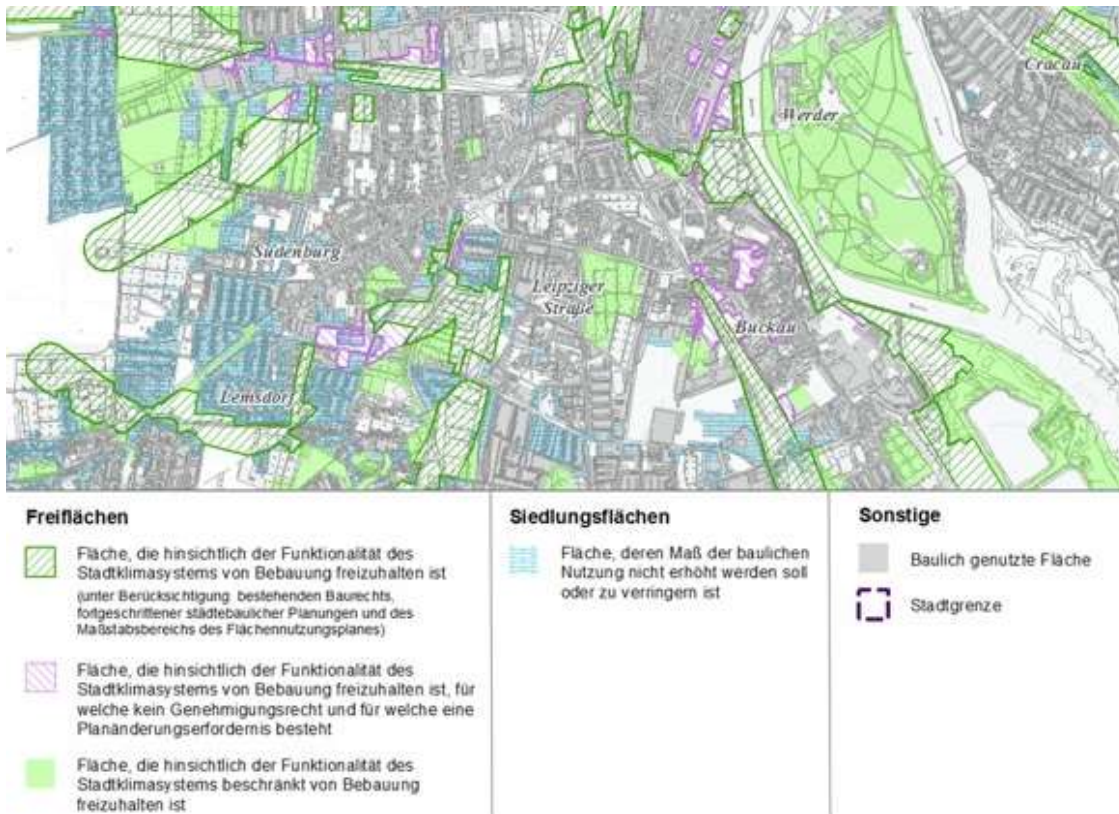 Cracau
Werder
Sudenburg
Leipziger
Straße
Buckau
Lemsdorf
Freiflächen
Fläche, die hinsichtlich der Funktionalität des
Stadtklimasystems von Bebauung freizuhalten ist
(unter Berücksichtigung bestehenden Baurechts,
fortgeschrittener städtebaulicher Planungen und des
Maßstabsbereichs des Flächennutzungsplanes)
Fläche, die hinsichtlich der Funktionalität des
Stadtklimasystems von Bebauung freizuhalten ist, für
welche kein Genehmigungsrecht und für welche eine
Planänderungserfordernis besteht
Fläche, die hinsichtlich der Funktionalität des
Stadtklimasystems beschränkt von Bebauung
freizuhalten ist
Siedlungsflächen
Fläche, deren Maß der baulichen
Nutzung nicht erhöht werden soll
oder zu verringern ist
Sonstige
Baulich genutzte Fläche
Stadtgrenze